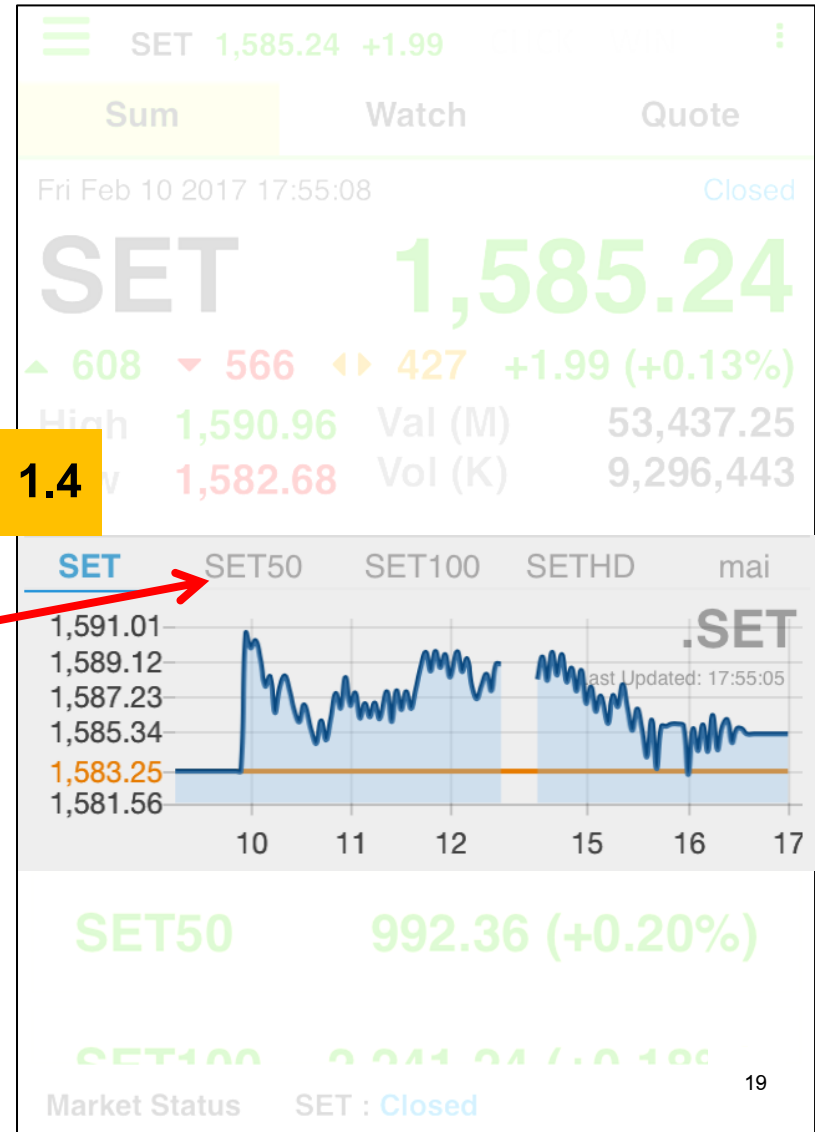 SET 1,585.24 +1.99
Sum Watch Quote
Fri Feb 10 2017 17:55:08 Closed
SET 1,585.24
608 566 427 +1.99 (+0.13%)
High 1,590.96 Val (M) 53,437.25
1,582.68 Vol (K) 9,296,443
1.4
SET SET50 SET100 SETHD mai
.SET
Last Updated: 17:55:05
1,591.01
1,589.12
1,587.23
1,585.34
1,583.25
1,581.56
10 11 12 15 16 17
SET50 992.36 (+0.20%)
SET100
19
Market Status SET : Closed